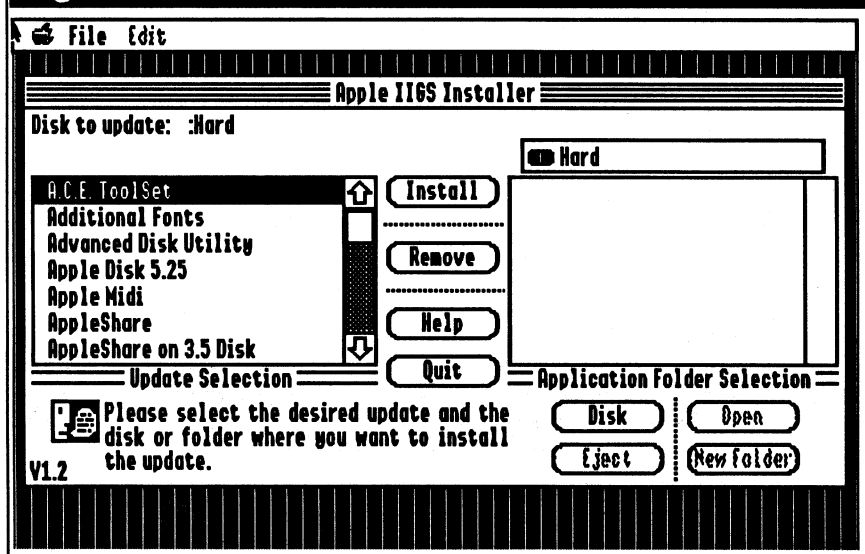 File Edit
Apple IIGS Installer
Disk to update: :Hard
Hard
A.C.E. ToolSet
Additional Fonts
Advanced Disk Utility
Apple Disk 5.25
Apple Midi
AppleShare
AppleShare on 3.5 Disk
Update Selection
Install
Remove
Help
Quit
Application Folder Selection
Please select the desired update and the
disk or folder where you want to install
the update.
V1.2
Disk
Open
Eject
New Folder